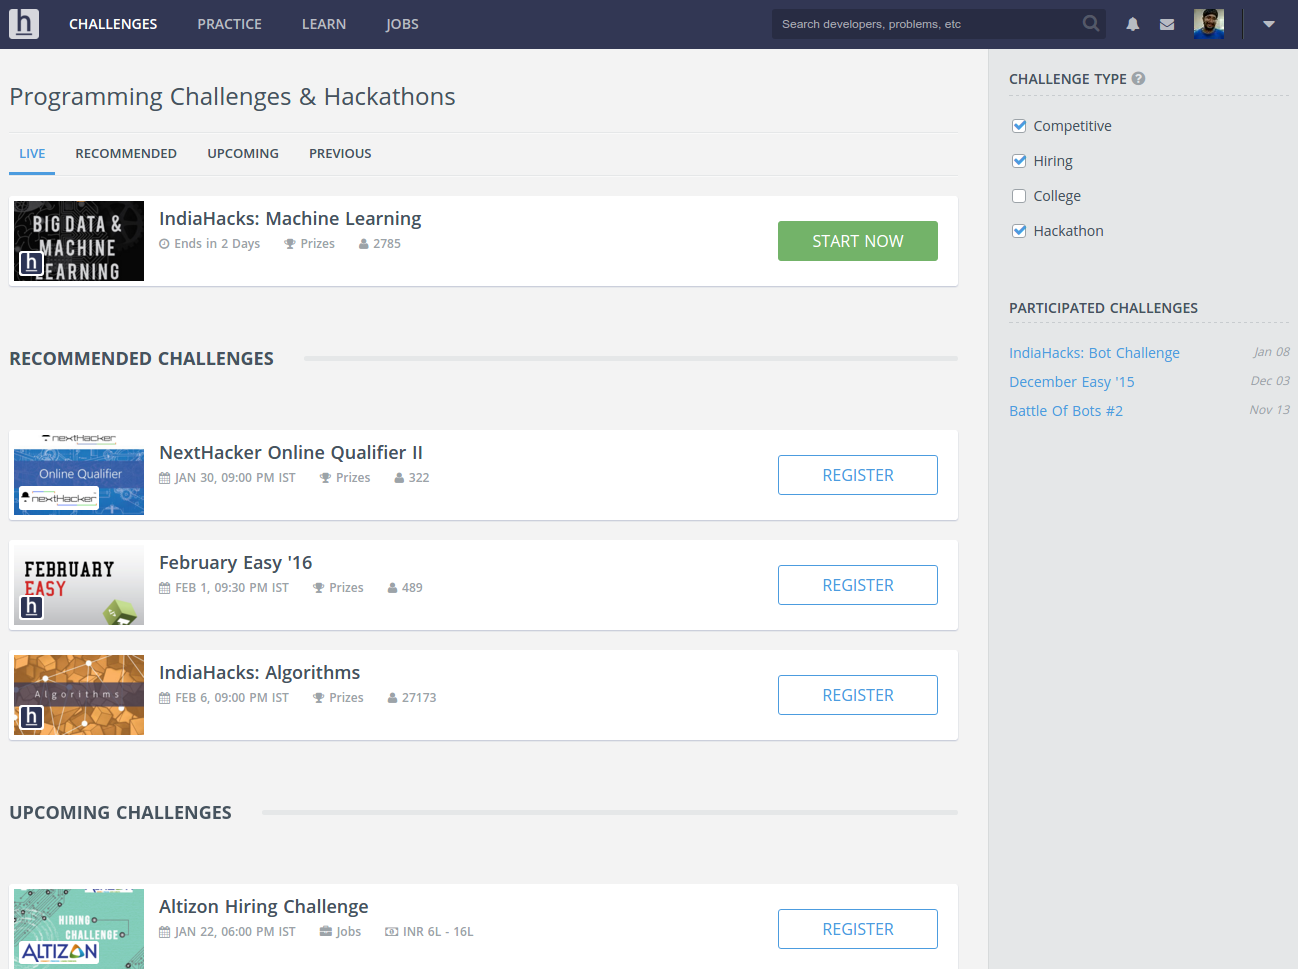 h CHALLENGES PRACTICE LEARN JOBS Search developers, problems, etc
Programming Challenges & Hackathons
LIVE RECOMMENDED UPCOMING PREVIOUS
BIG DATA &
MACHINE
LEARNING
h
IndiaHacks: Machine Learning
Ends in 2 Days Prizes 2785
START NOW
RECOMMENDED CHALLENGES
nextHacker
Online Qualifier
nextHacker
NextHacker Online Qualifier II
JAN 30, 09:00 PM IST Prizes 322
REGISTER
FEBRUARY
EASY
h
February Easy '16
FEB 1, 09:30 PM IST Prizes 489
REGISTER
Algorithms
h
IndiaHacks: Algorithms
FEB 6, 09:00 PM IST Prizes 27173
REGISTER
UPCOMING CHALLENGES
HIRING
CHALLENGE
ALTIZON
Altizon Hiring Challenge
JAN 22, 06:00 PM IST Jobs INR 6L - 16L
REGISTER
CHALLENGE TYPE ?
Competitive
Hiring
College
Hackathon
PARTICIPATED CHALLENGES
IndiaHacks: Bot Challenge Jan 08
December Easy '15 Dec 03
Battle Of Bots #2 Nov 13